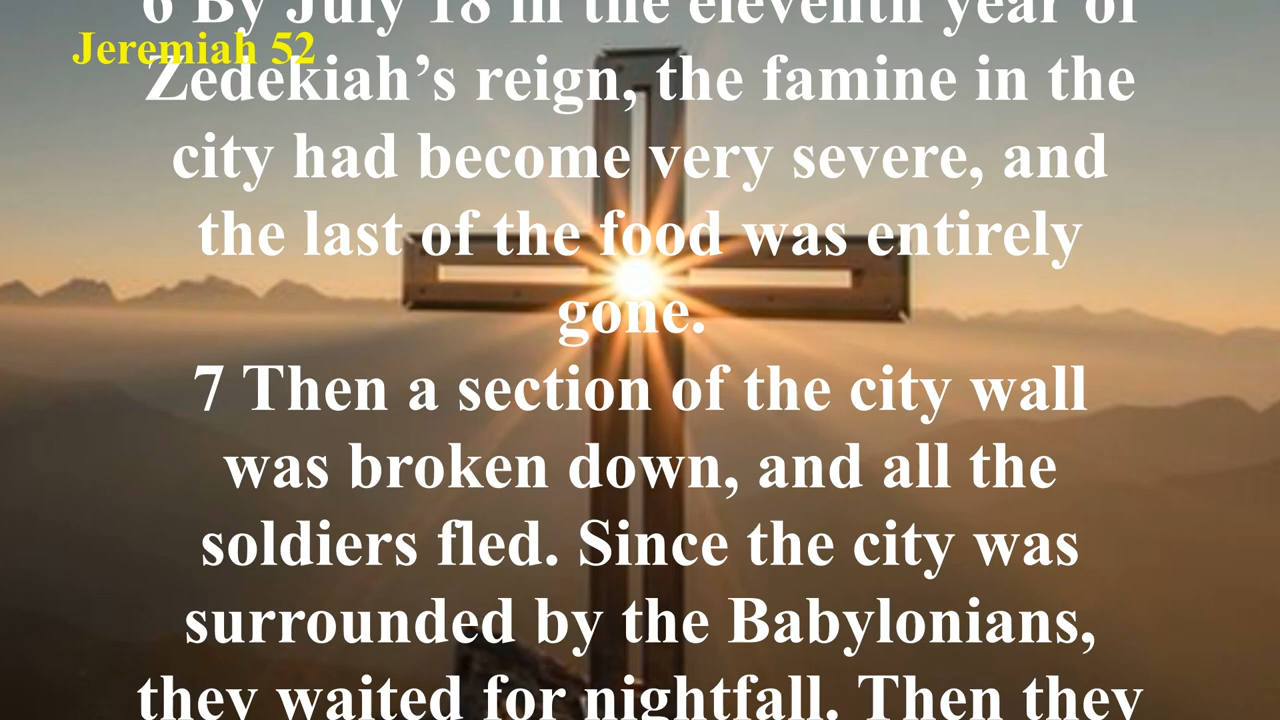 6 By July 18 in the eleventh year of
Jeremiah 52
Zedekiah’s reign, the famine in the
city had become very severe, and
the last of the food was entirely
gone.
7 Then a section of the city wall
was broken down, and all the
soldiers fled. Since the city was
surrounded by the Babylonians,
they waited for nightfall. Then they